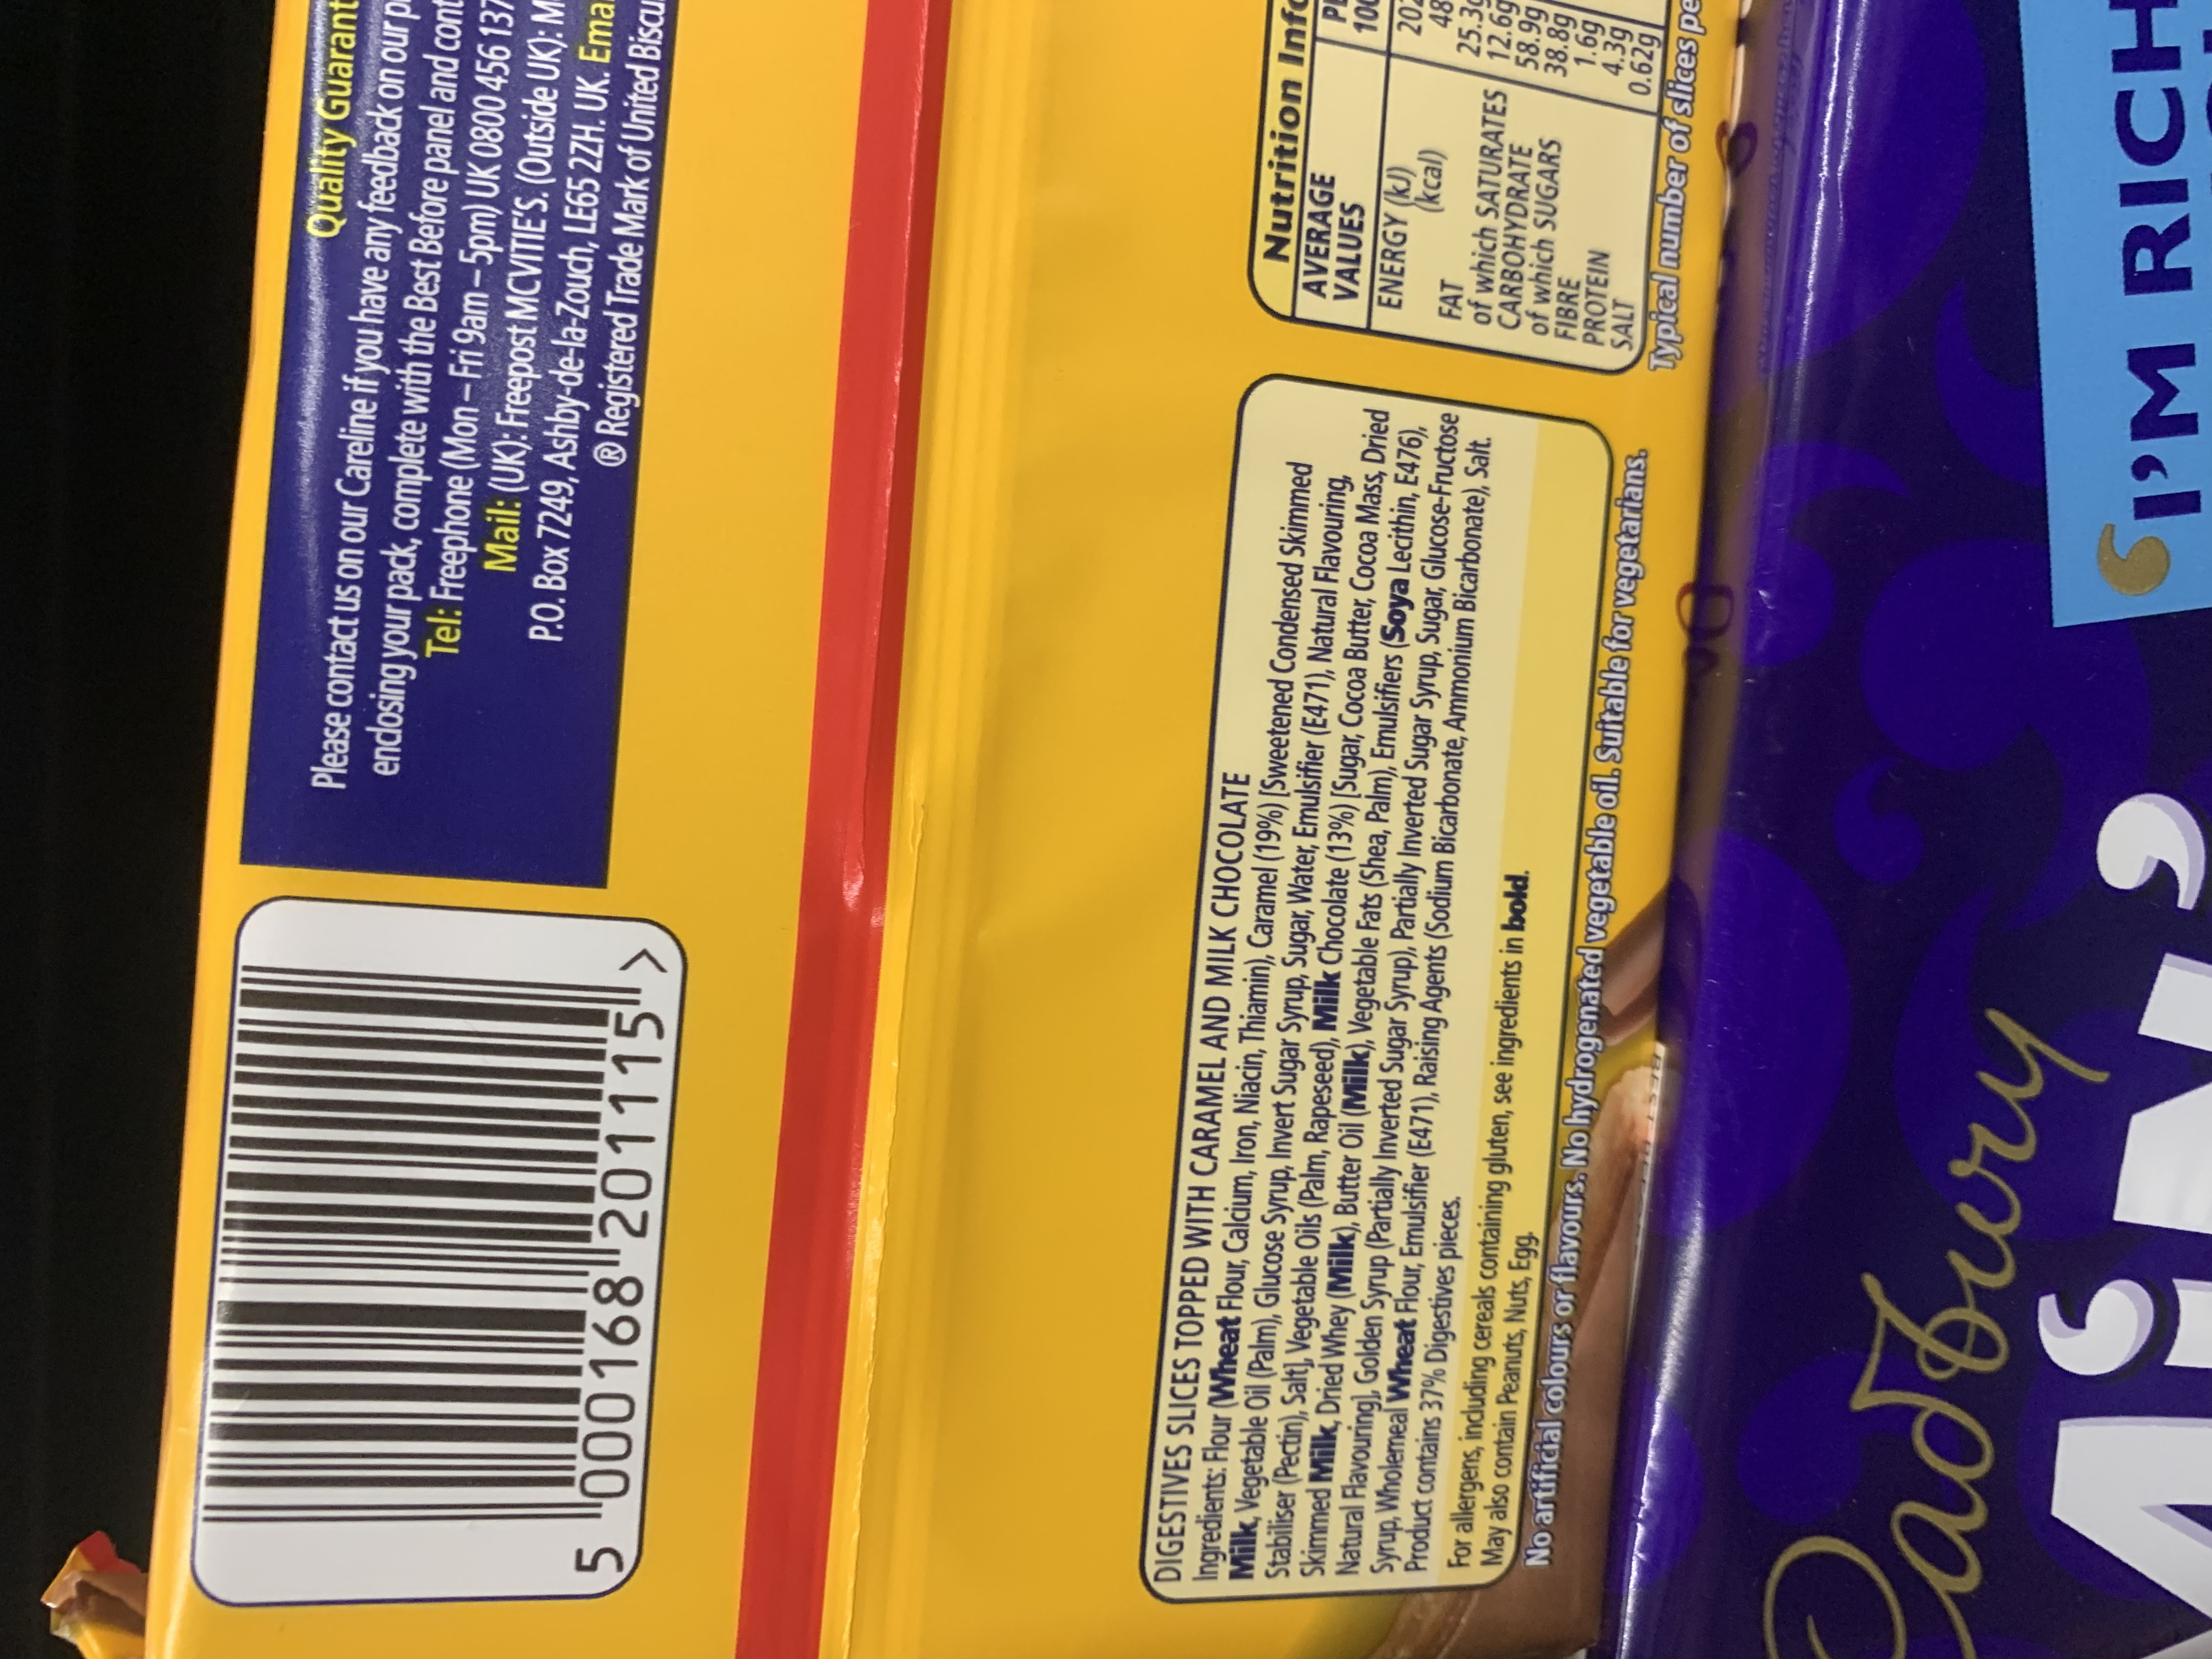 5 000168 201115 >
Quality Guarant
Please contact us on our Careline if you have any feedback on our p
enclosing your pack, complete with the Best Before panel and cont
Tel: Freephone (Mon – Fri 9am – 5pm) UK 0800 456 137
Mail: (UK): Freepost MCVITIE'S. (Outside UK): M
P.O. Box 7249, Ashby-de-la-Zouch, LE65 2ZH. UK. Ema
® Registered Trade Mark of United Biscu
DIGESTIVES SLICES TOPPED WITH CARAMEL AND MILK CHOCOLATE
Ingredients: Flour (Wheat Flour, Calcium, Iron, Niacin, Thiamin), Caramel (19%) [Sweetened Condensed Skimmed
Milk, Vegetable Oil (Palm), Glucose Syrup, Invert Sugar Syrup, Sugar, Water, Emulsifier (E471), Natural Flavouring,
Stabiliser (Pectin), Salt], Vegetable Oils (Palm, Rapeseed), Milk Chocolate (13%) [Sugar, Cocoa Butter, Cocoa Mass, Dried
Skimmed Milk, Dried Whey (Milk), Butter Oil (Milk), Vegetable Fats (Shea, Palm), Emulsifiers (Soya Lecithin, E476),
Natural Flavouring], Golden Syrup (Partially Inverted Sugar Syrup), Partially Inverted Sugar Syrup, Sugar, Glucose-Fructose
Syrup, Wholemeal Wheat Flour, Emulsifier (E471), Raising Agents (Sodium Bicarbonate, Ammonium Bicarbonate), Salt.
Product contains 37% Digestives pieces.
For allergens, including cereals containing gluten, see ingredients in bold.
May also contain Peanuts, Nuts, Egg.
No artificial colours or flavours. No hydrogenated vegetable oil. Suitable for vegetarians.
Nutrition Info
AVERAGE
VALUES
ENERGY (kJ) 202
(kcal) 48
FAT 25.3g
of which SATURATES 12.6g
CARBOHYDRATE 58.9g
of which SUGARS 38.8g
FIBRE 1.6g
PROTEIN 4.3g
SALT 0.62g
Typical number of slices pe
Cadbury
MiN'
'I'M RICH